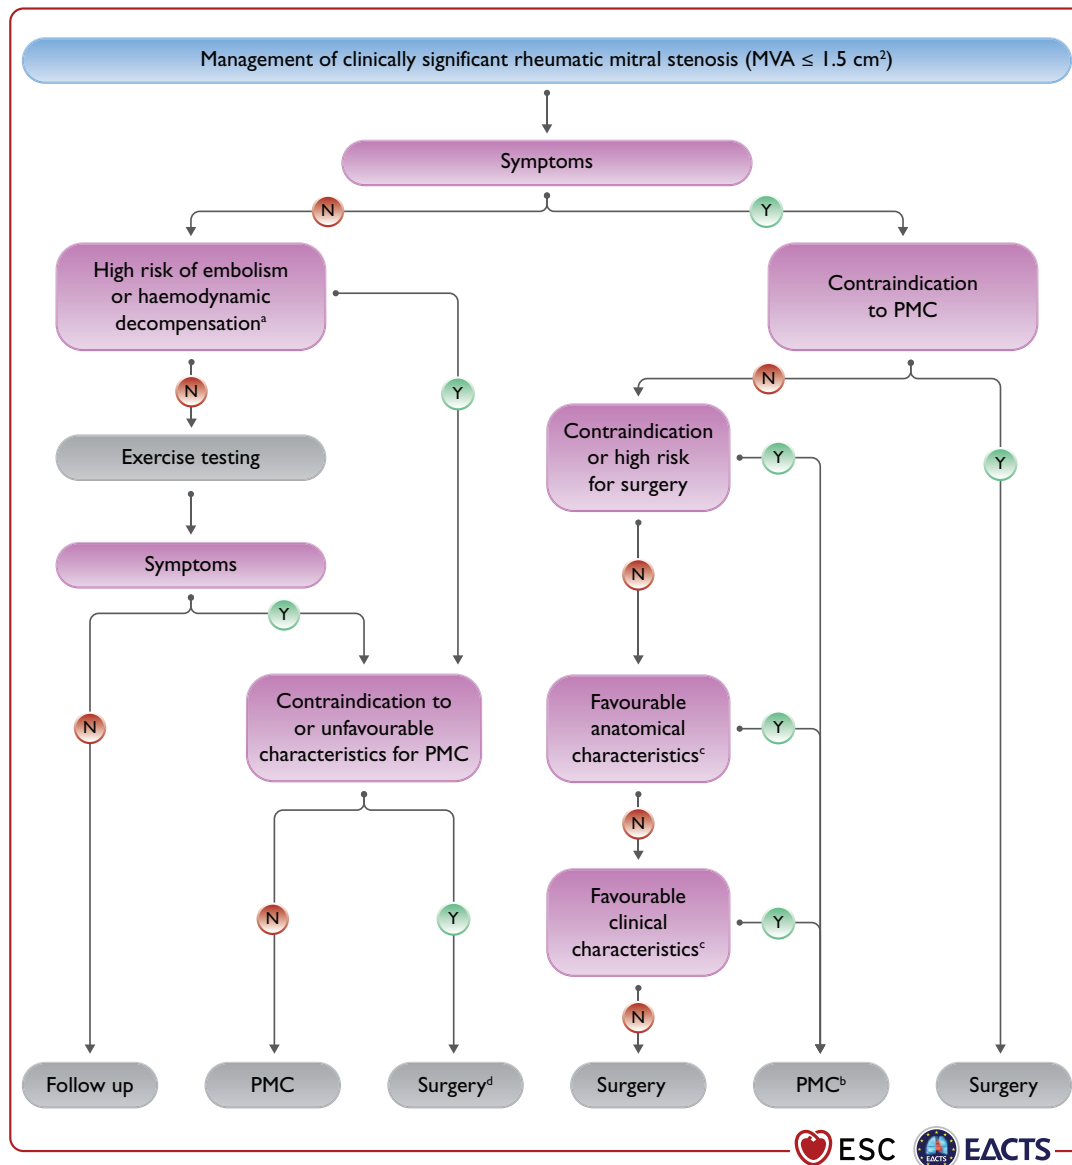 Management of clinically significant rheumatic mitral stenosis (MVA ≤ 1.5 cm²)
Symptoms
N
Y
High risk of embolism
or haemodynamic
decompensationᵃ
Contraindication
to PMC
N
Y
N
Y
Exercise testing
Contraindication
or high risk
for surgery
Y
Symptoms
N
Y
N
Contraindication to
or unfavourable
characteristics for PMC
Favourable
anatomical
characteristicsᶜ
Y
N
N
Y
Favourable
clinical
characteristicsᶜ
Y
N
Follow up
PMC
Surgeryᵈ
Surgery
PMCᵇ
Surgery
ESC
EACTS
EΛCTS